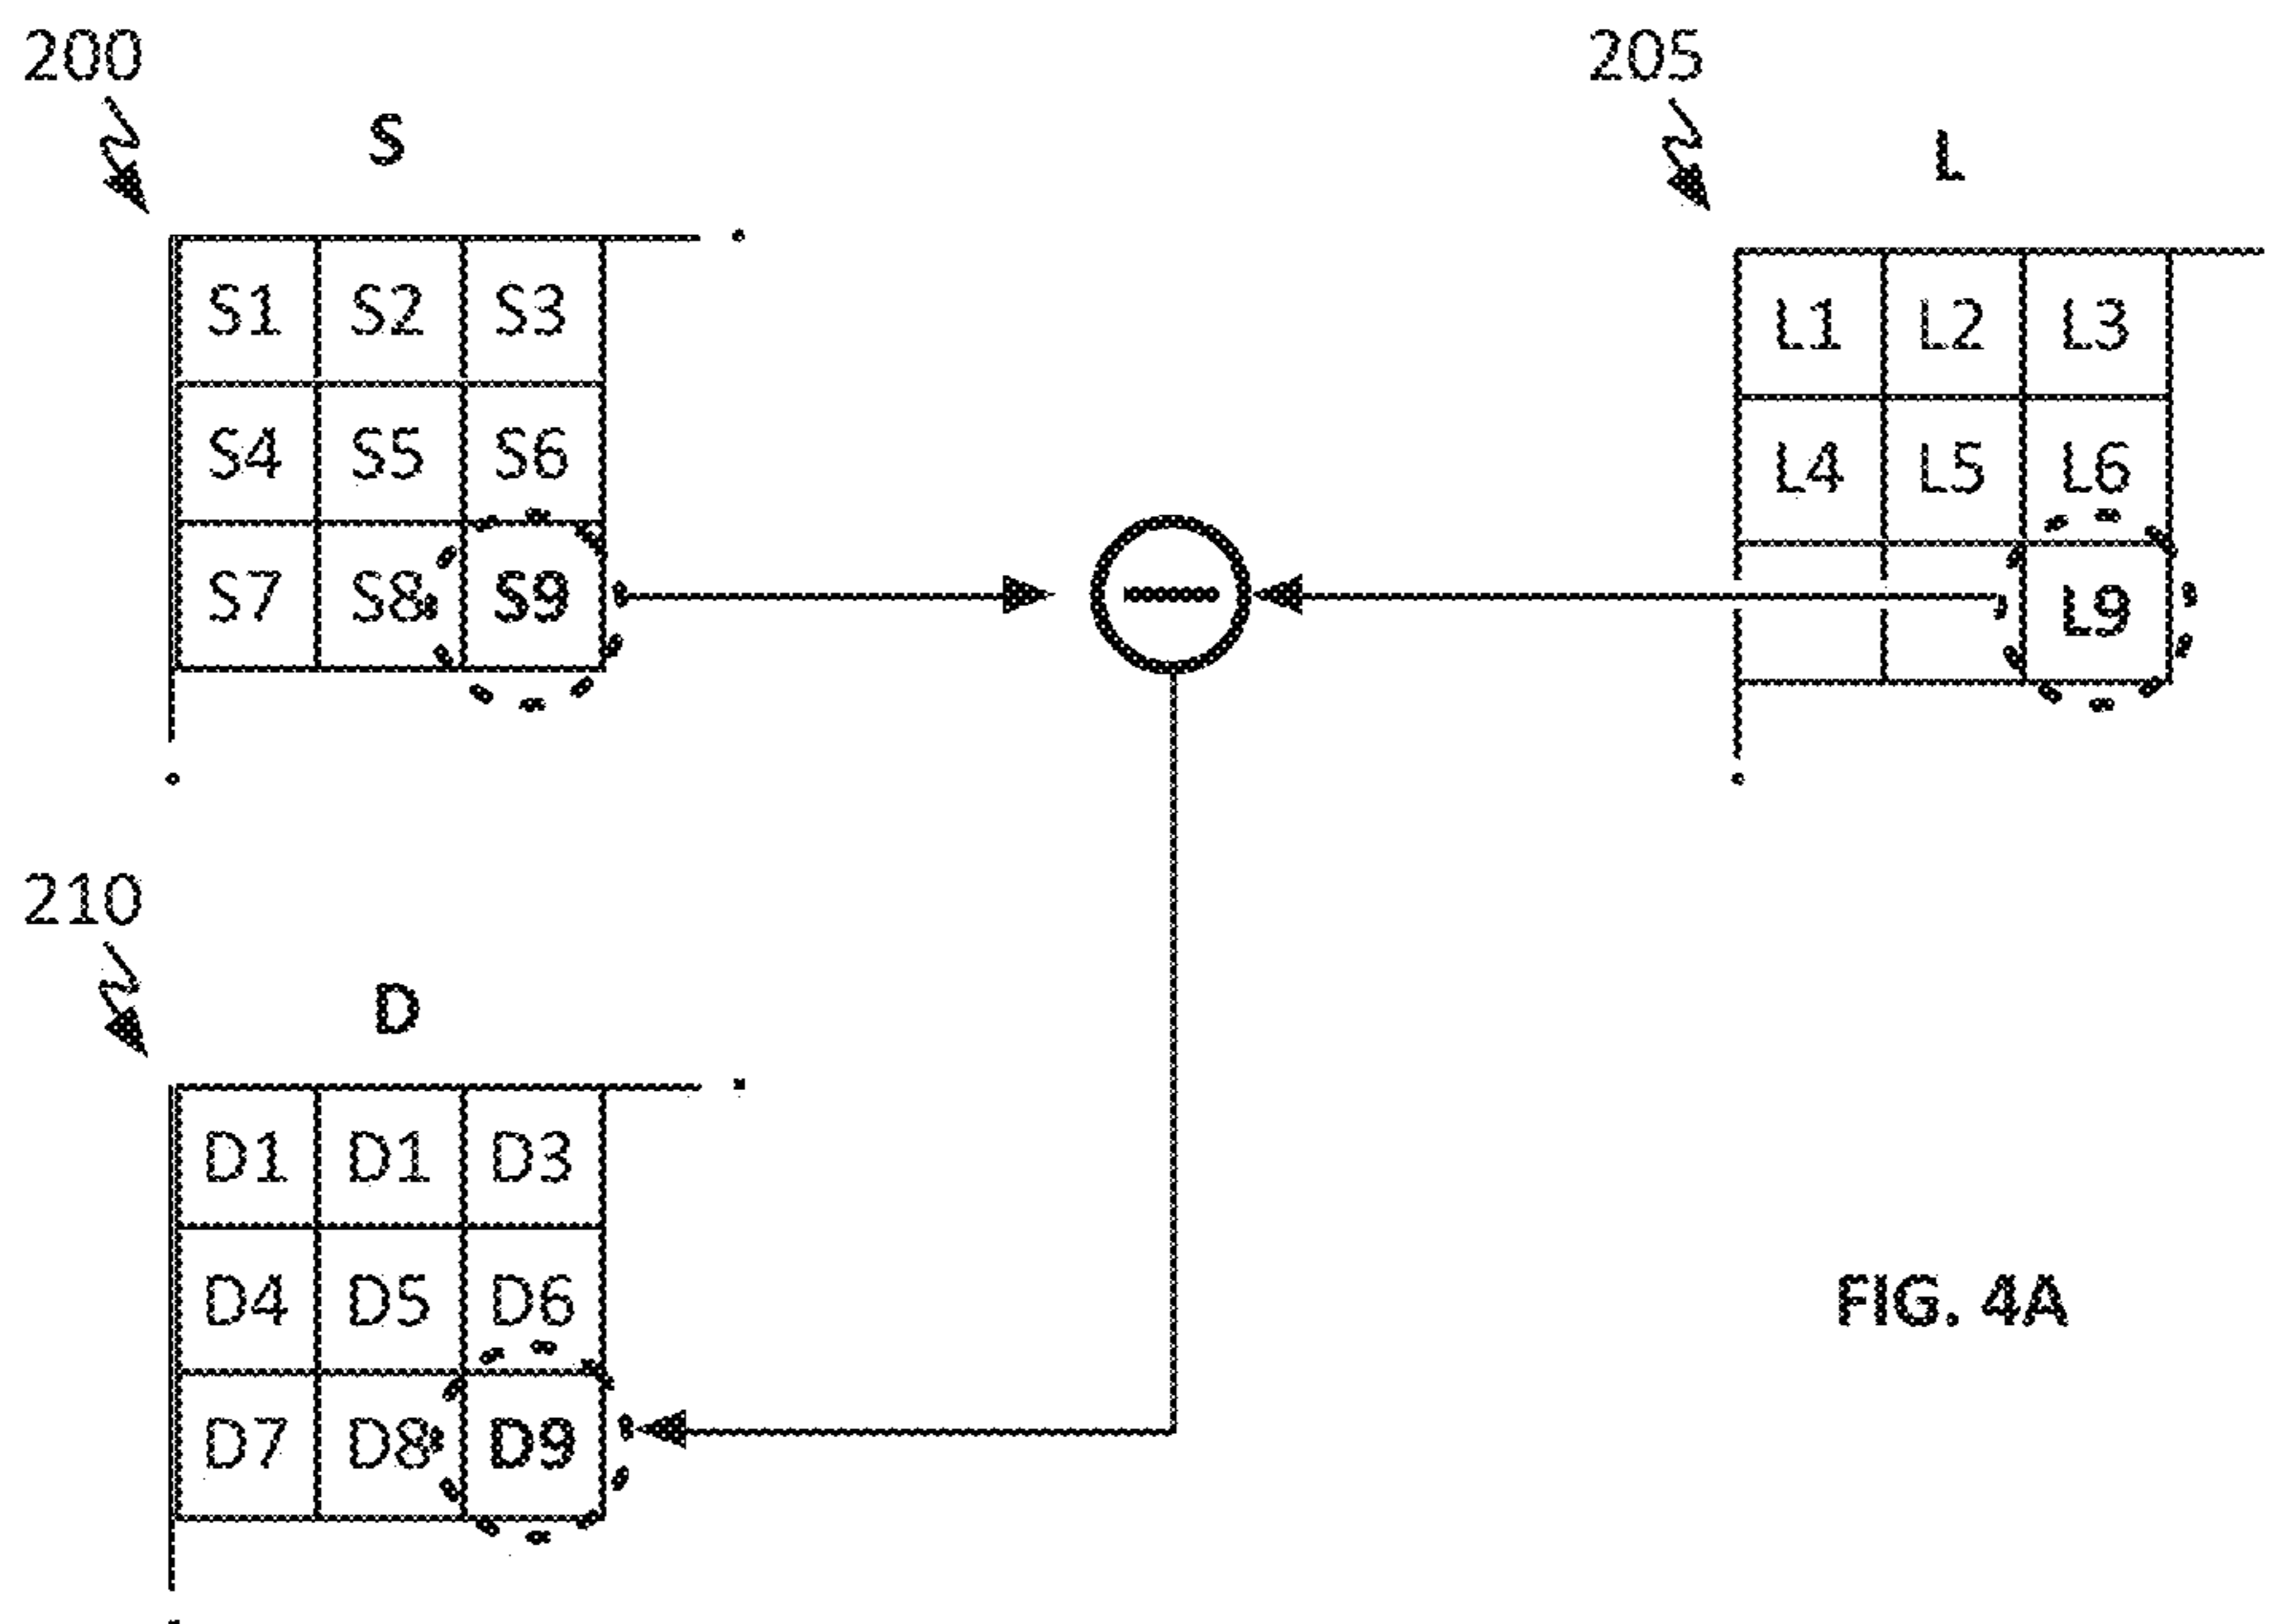 200
205
S
L
S1 S2 S3
L1 L2 L3
S4 S5 S6
L4 L5 L6
S7 S8 S9
L9
210
D
D1 D1 D3
D4 D5 D6
FIG. 4A
D7 D8 D9